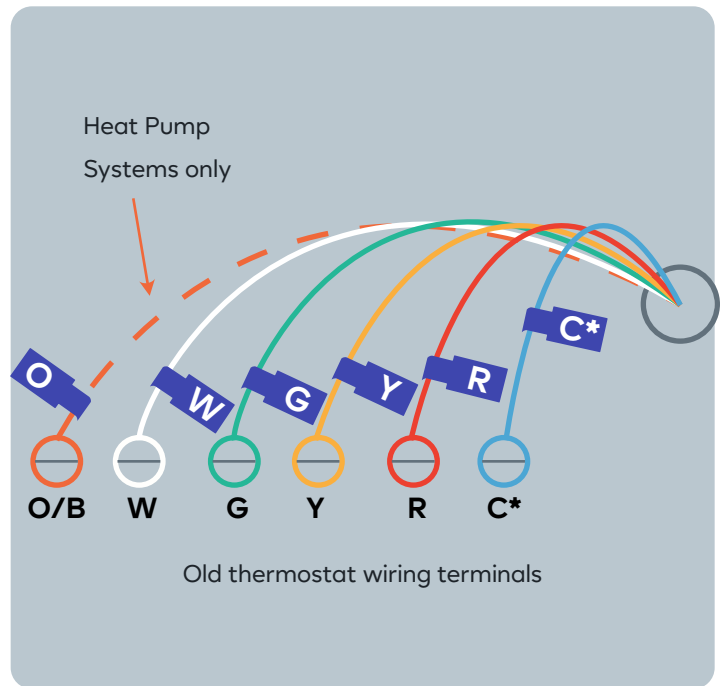 Heat Pump
Systems only
O
W
G
Y
R
C*
O/B W G Y R C*
Old thermostat wiring terminals